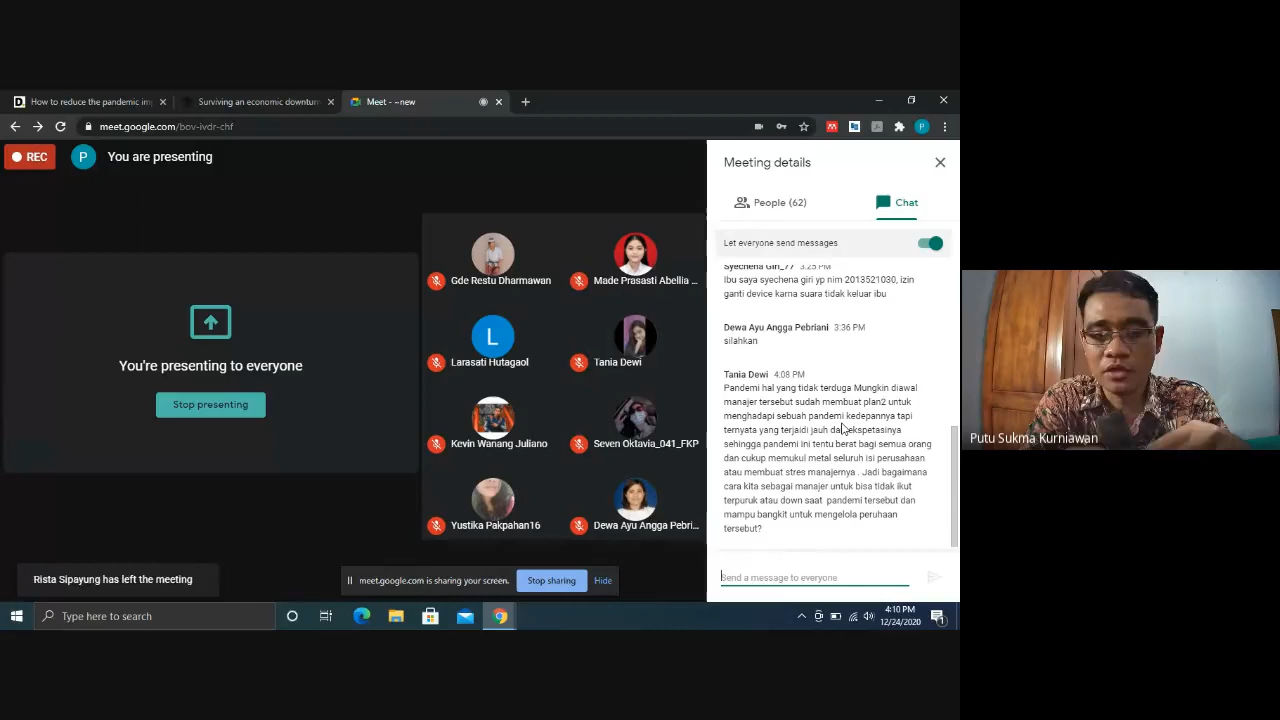 How to reduce the pandemic im
Surviving an economic downturn
Meet - ~new
meet.google.com/bov-ivdr-chf
REC
P
You are presenting
You're presenting to everyone
Stop presenting
Gde Restu Dharmawan
Made Prasasti Abellia ...
L
Larasati Hutagaol
Tania Dewi
Kevin Wanang Juliano
Seven Oktavia_041_FKP
Yustika Pakpahan16
Dewa Ayu Angga Pebri...
Rista Sipayung has left the meeting
meet.google.com is sharing your screen.
Stop sharing
Hide
Meeting details
People (62)
Chat
Let everyone send messages
Syechena Giri_77 3:25 PM
Ibu saya syechena giri yp nim 2013521030, izin
ganti device karna suara tidak keluar ibu
Dewa Ayu Angga Pebriani 3:36 PM
silahkan
Tania Dewi 4:08 PM
Pandemi hal yang tidak terduga Mungkin diawal
manajer tersebut sudah membuat plan2 untuk
menghadapi sebuah pandemi kedepannya tapi
ternyata yang terjaidi jauh dari ekspetasinya
sehingga pandemi ini tentu berat bagi semua orang
dan cukup memukul metal seluruh isi perusahaan
atau membuat stres manajernya . Jadi bagaimana
cara kita sebagai manajer untuk bisa tidak ikut
terpuruk atau down saat pandemi tersebut dan
mampu bangkit untuk mengelola peruhaan
tersebut?
Send a message to everyone
Putu Sukma Kurniawan
Type here to search
4:10 PM
12/24/2020